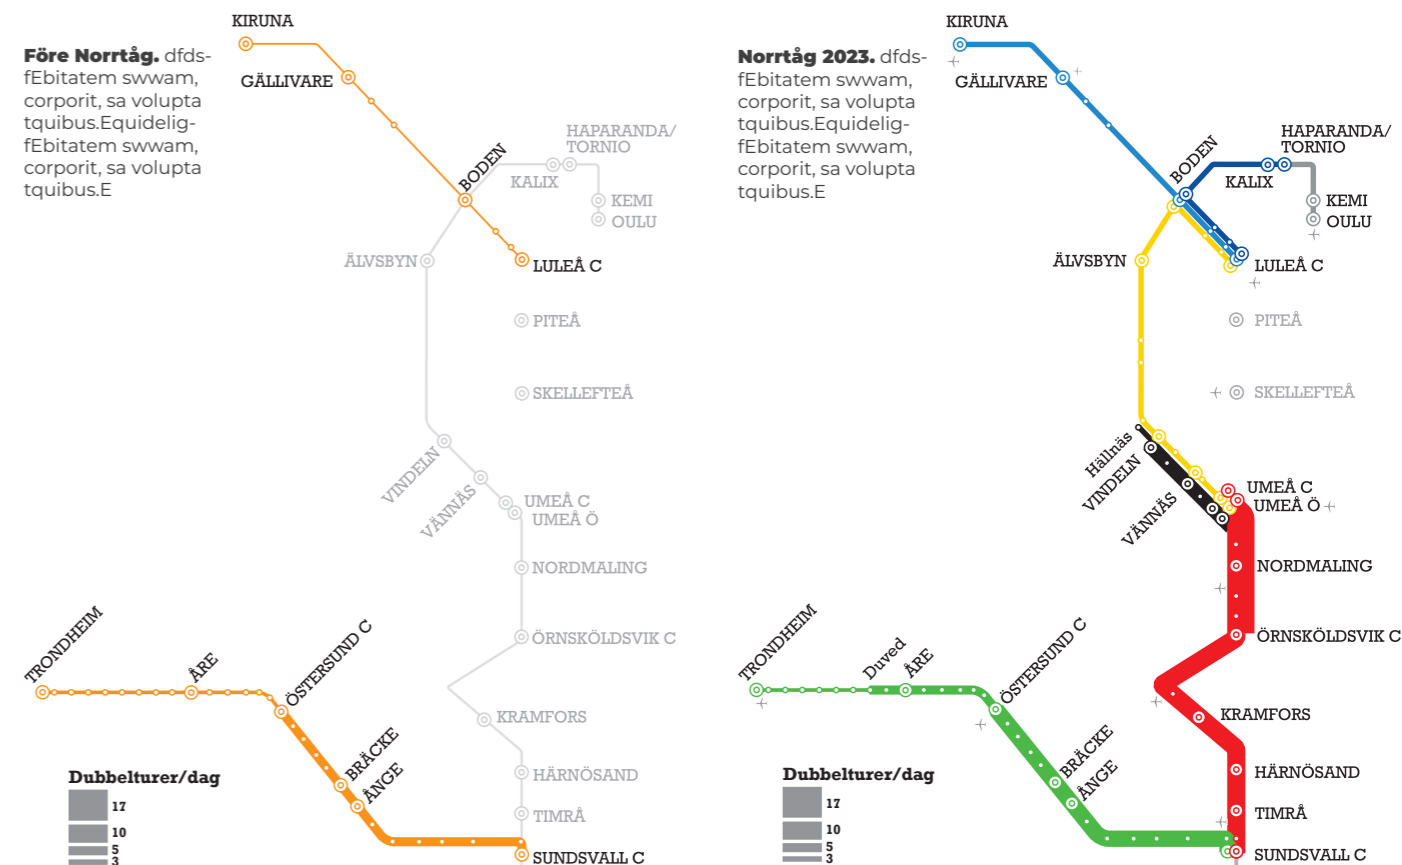 KIRUNA
Före Norrtåg. dfds-
fEbitatem swwam,
corporit, sa volupta
tquibus.Equidelig-
fEbitatem swwam,
corporit, sa volupta
tquibus.E
GÄLLIVARE
HAPARANDA/
TORNIO
BODEN
KALIX
KEMI
OULU
ÄLVSBYN
LULEÅ C
PITEÅ
SKELLEFTEÅ
VINDELN
VÄNNÄS
UMEÅ C
UMEÅ Ö
NORDMALING
ÖRNSKÖLDSVIK C
TRONDHEIM
ÅRE
ÖSTERSUND C
KRAMFORS
BRÄCKE
ÅNGE
HÄRNÖSAND
TIMRÅ
SUNDSVALL C
Dubbelturer/dag
17
10
5
3
KIRUNA
Norrtåg 2023. dfds-
fEbitatem swwam,
corporit, sa volupta
tquibus.Equidelig-
fEbitatem swwam,
corporit, sa volupta
tquibus.E
GÄLLIVARE
HAPARANDA/
TORNIO
BODEN
KALIX
KEMI
OULU
ÄLVSBYN
LULEÅ C
PITEÅ
SKELLEFTEÅ
Hällnäs
VINDELN
VÄNNÄS
UMEÅ C
UMEÅ Ö
NORDMALING
ÖRNSKÖLDSVIK C
TRONDHEIM
Duved
ÅRE
ÖSTERSUND C
KRAMFORS
BRÄCKE
ÅNGE
HÄRNÖSAND
TIMRÅ
SUNDSVALL C
Dubbelturer/dag
17
10
5
3